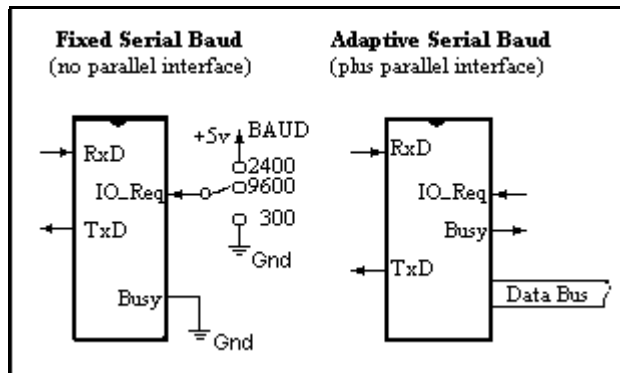 Fixed Serial Baud
(no parallel interface)
+5v BAUD
RxD
2400
IO_Req
9600
TxD
300
Gnd
Busy
Gnd
Adaptive Serial Baud
(plus parallel interface)
RxD
IO_Req
Busy
TxD
Data Bus